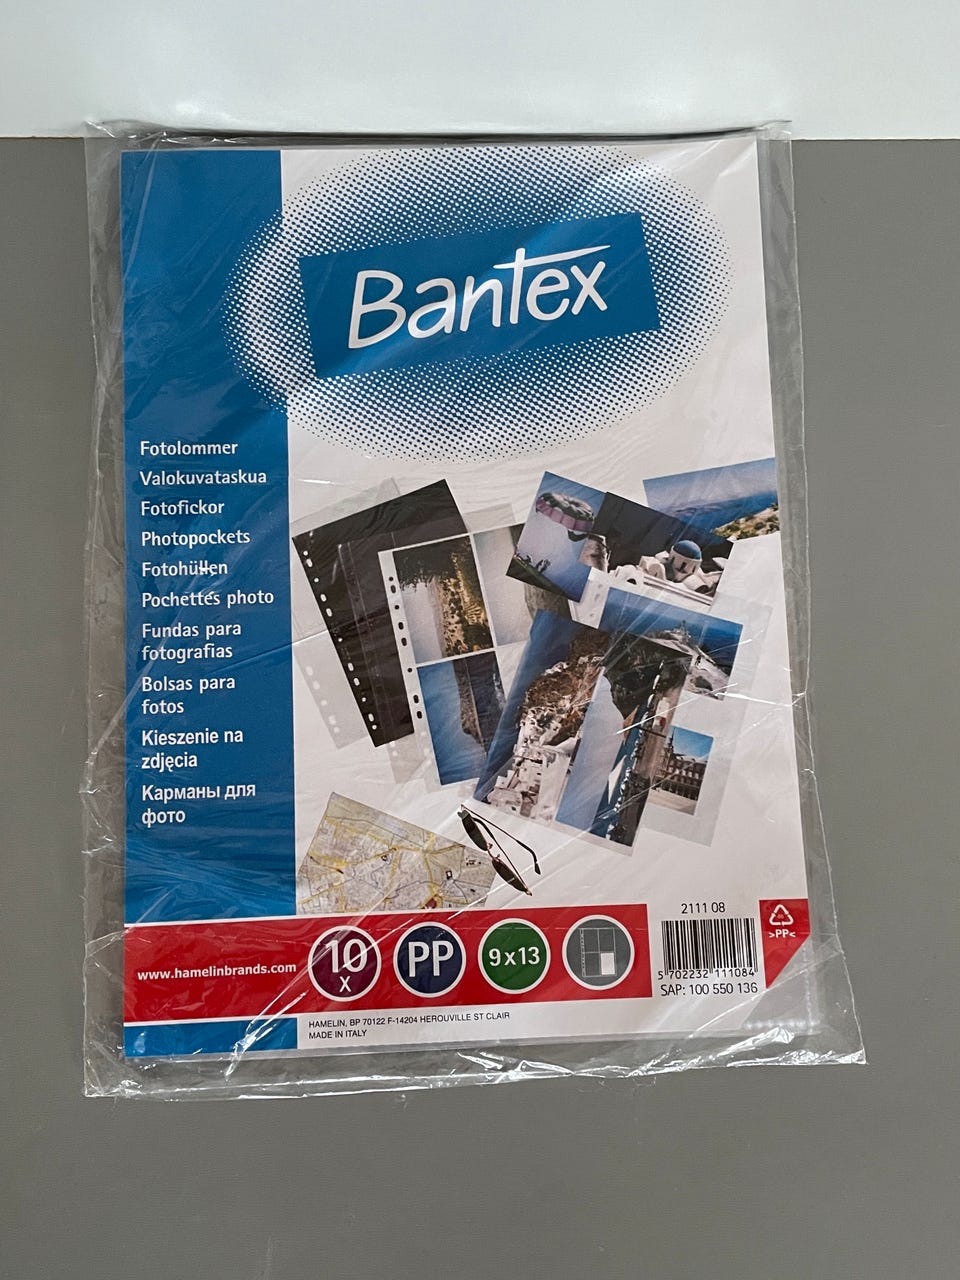 Bantex
Fotolommer
Valokuvataskua
Fotofickor
Photopockets
Fotohüllen
Pochettes photo
Fundas para
fotografias
Bolsas para
fotos
Kieszenie na
zdjęcia
Карманы для
фото
www.hamelinbrands.com
10
x
PP
9 x 13
2111 08
5 702232 111084
SAP: 100 550 136
>PP<
HAMELIN, BP 70122 F-14204 HEROUVILLE ST CLAIR
MADE IN ITALY